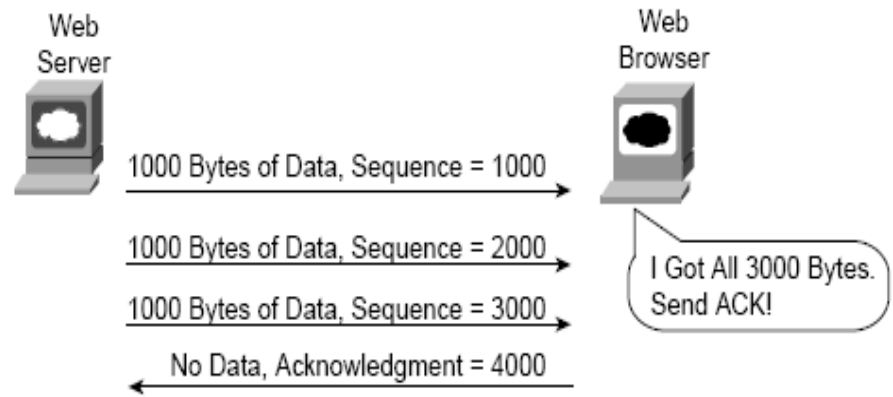 Web
Server
Web
Browser
1000 Bytes of Data, Sequence = 1000
1000 Bytes of Data, Sequence = 2000
I Got All 3000 Bytes.
Send ACK!
1000 Bytes of Data, Sequence = 3000
No Data, Acknowledgment = 4000